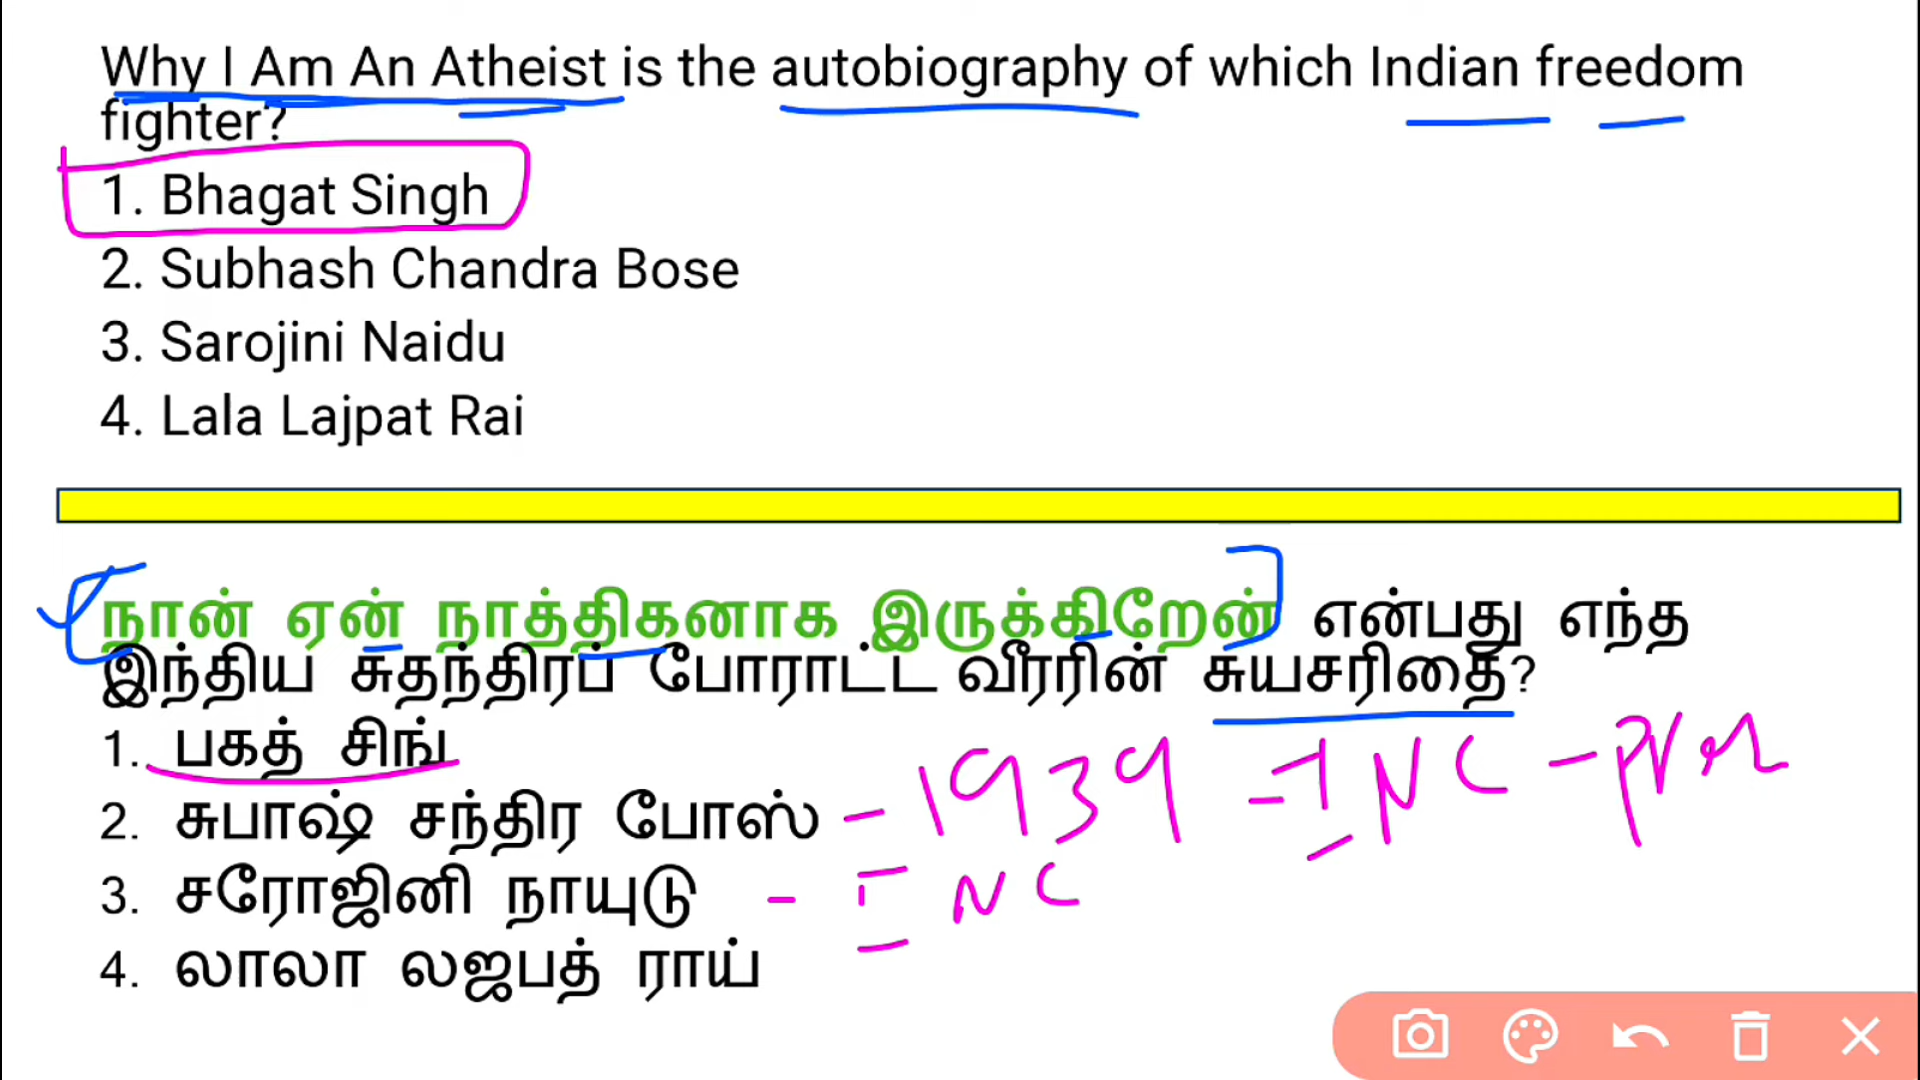 Why I Am An Atheist is the autobiography of which Indian freedom
fighter?
1. Bhagat Singh
2. Subhash Chandra Bose
3. Sarojini Naidu
4. Lala Lajpat Rai
நான் ஏன் நாத்திகனாக இருக்கிறேன் என்பது எந்த
இந்திய சுதந்திரப் போராட்ட வீரரின் சுயசரிதை?
1. பகத் சிங்
2. சுபாஷ் சந்திர போஸ் - 1939 - INC - Pres
3. சரோஜினி நாயுடு - INC
4. லாலா லஜபத் ராய்